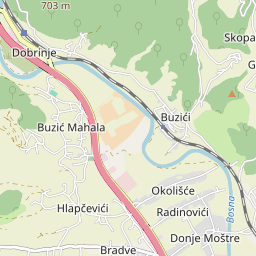 703 m
Dobrinje
Skopa
G
Buzići
Buzić Mahala
Okolišće
Hlapčevići
Radinovići
Bosna
Donje Moštre
Bradve